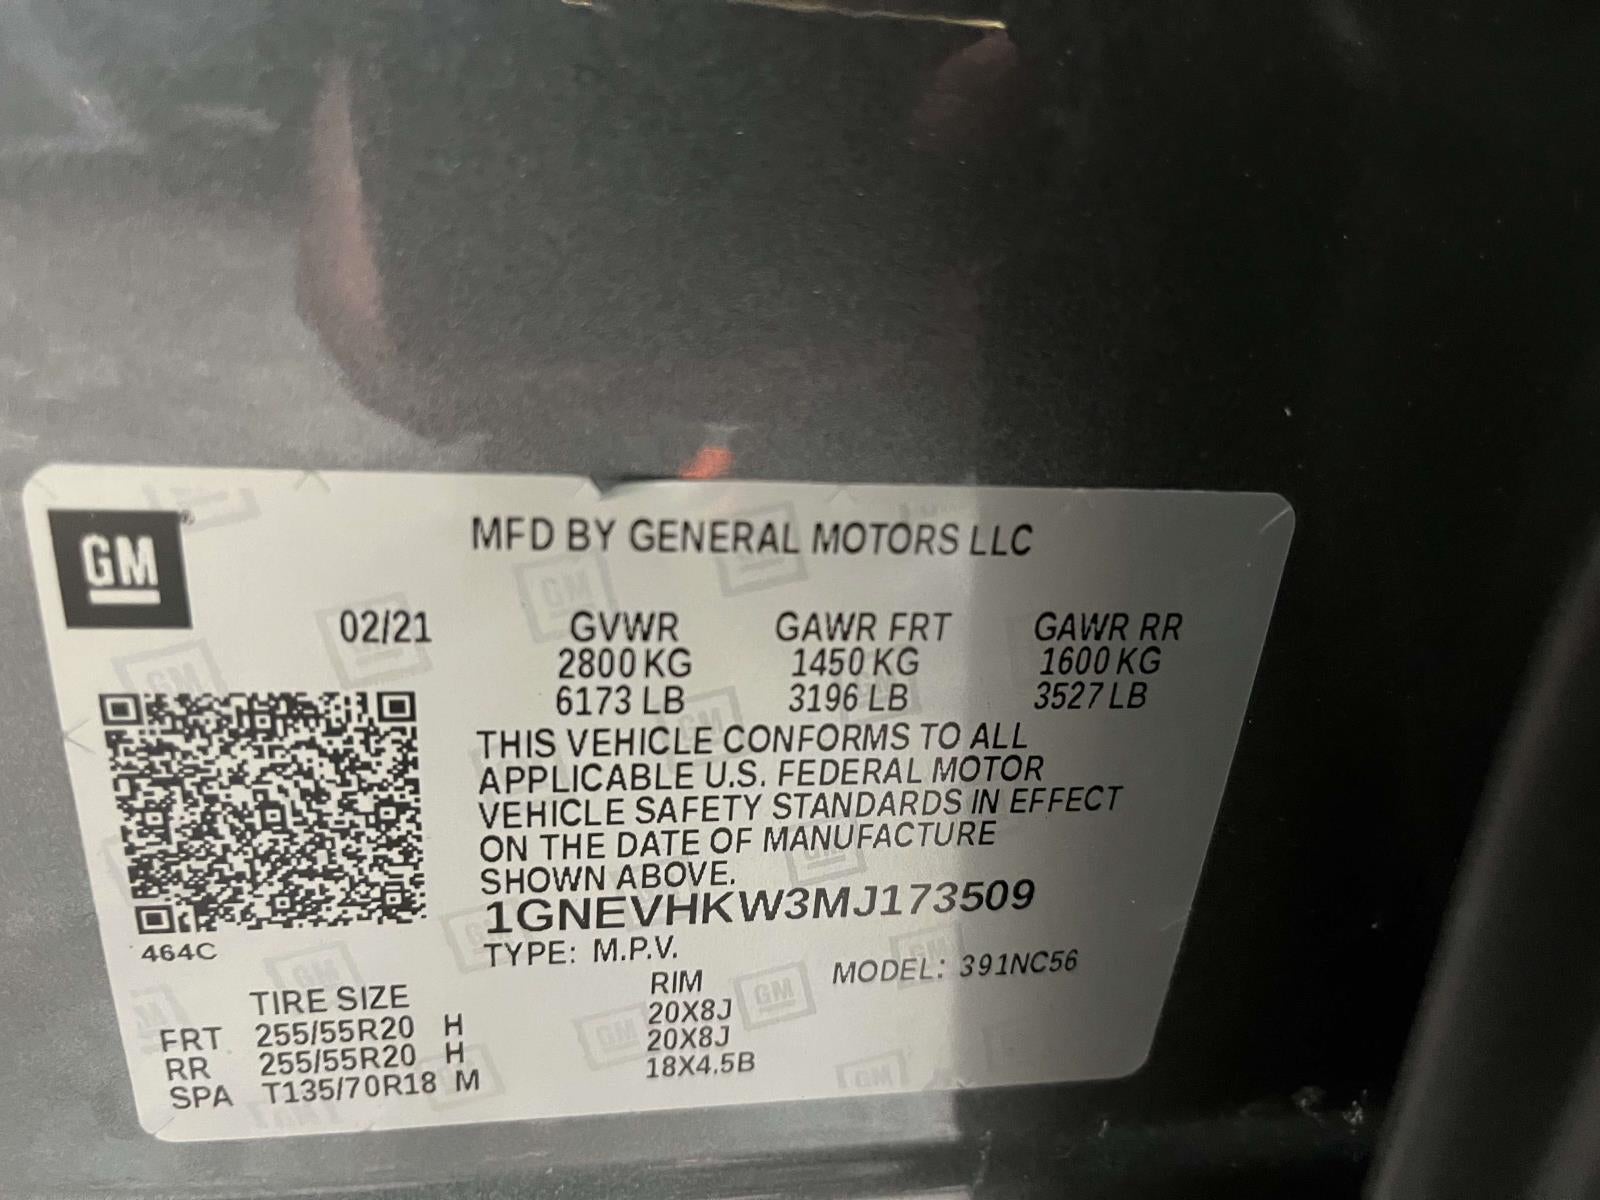 GM
MFD BY GENERAL MOTORS LLC
02/21 GVWR GAWR FRT GAWR RR
2800 KG 1450 KG 1600 KG
6173 LB 3196 LB 3527 LB
THIS VEHICLE CONFORMS TO ALL
APPLICABLE U.S. FEDERAL MOTOR
VEHICLE SAFETY STANDARDS IN EFFECT
ON THE DATE OF MANUFACTURE
SHOWN ABOVE.
1GNEVHKW3MJ173509
464C
TYPE: M.P.V. MODEL: 391NC56
TIRE SIZE RIM
FRT 255/55R20 H 20X8J
RR 255/55R20 H 20X8J
SPA T135/70R18 M 18X4.5B